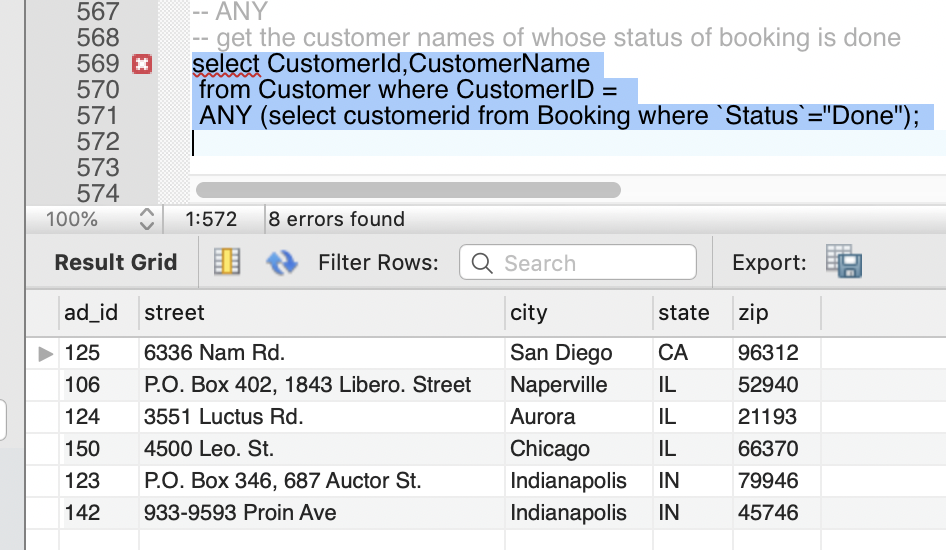 567 -- ANY
568 -- get the customer names of whose status of booking is done
569 select CustomerId,CustomerName
570 from Customer where CustomerID =
571 ANY (select customerid from Booking where `Status`="Done");
572
573
574
100% 1:572 8 errors found
Result Grid Filter Rows: Search Export:
ad_id street city state zip
125 6336 Nam Rd. San Diego CA 96312
106 P.O. Box 402, 1843 Libero. Street Naperville IL 52940
124 3551 Luctus Rd. Aurora IL 21193
150 4500 Leo. St. Chicago IL 66370
123 P.O. Box 346, 687 Auctor St. Indianapolis IN 79946
142 933-9593 Proin Ave Indianapolis IN 45746